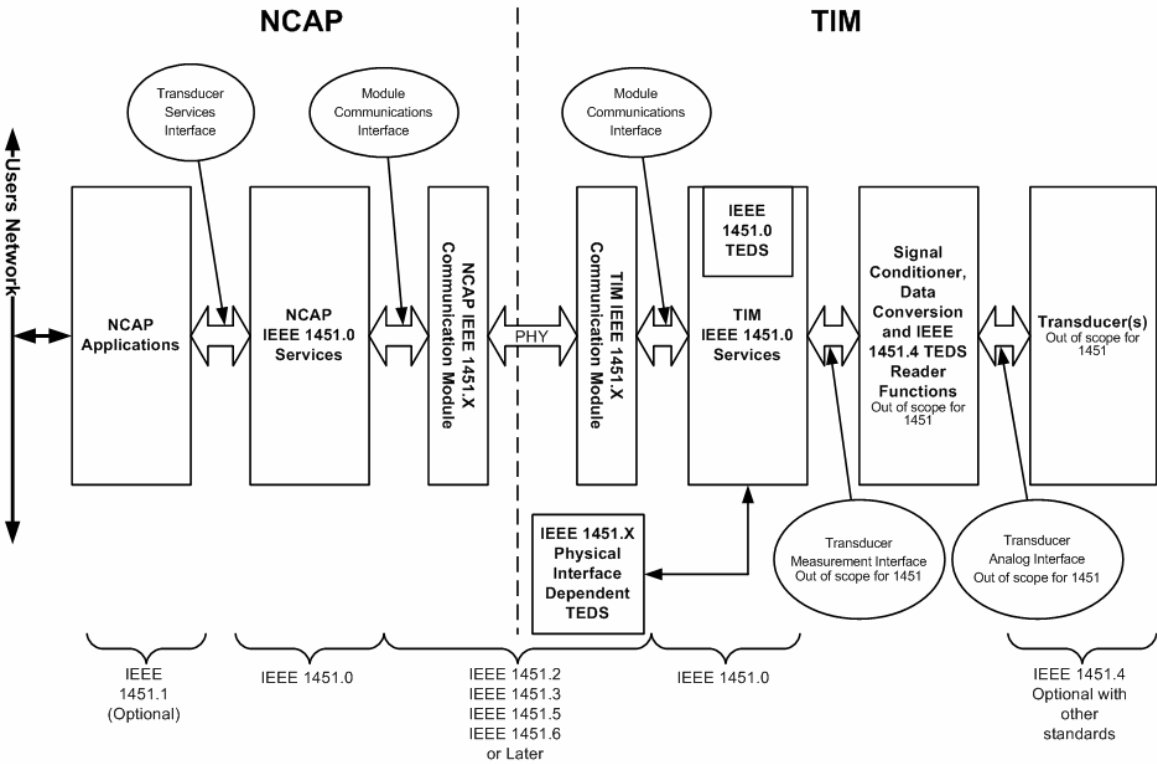 NCAP
TIM
Transducer
Services
Interface
Module
Communications
Interface
Module
Communications
Interface
Users Network
NCAP
Applications
NCAP
IEEE 1451.0
Services
NCAP IEEE 1451.X
Communication Module
PHY
TIM IEEE 1451.X
Communication Module
IEEE
1451.0
TEDS
TIM
IEEE 1451.0
Services
Signal
Conditioner,
Data
Conversion
and IEEE
1451.4 TEDS
Reader
Functions
Out of scope for
1451
Transducer(s)
Out of scope for
1451
IEEE 1451.X
Physical
Interface
Dependent
TEDS
Transducer
Measurement Interface
Out of scope for 1451
Transducer
Analog Interface
Out of scope for 1451
IEEE
1451.1
(Optional)
IEEE 1451.0
IEEE 1451.2
IEEE 1451.3
IEEE 1451.5
IEEE 1451.6
or Later
IEEE 1451.0
IEEE 1451.4
Optional with
other
standards